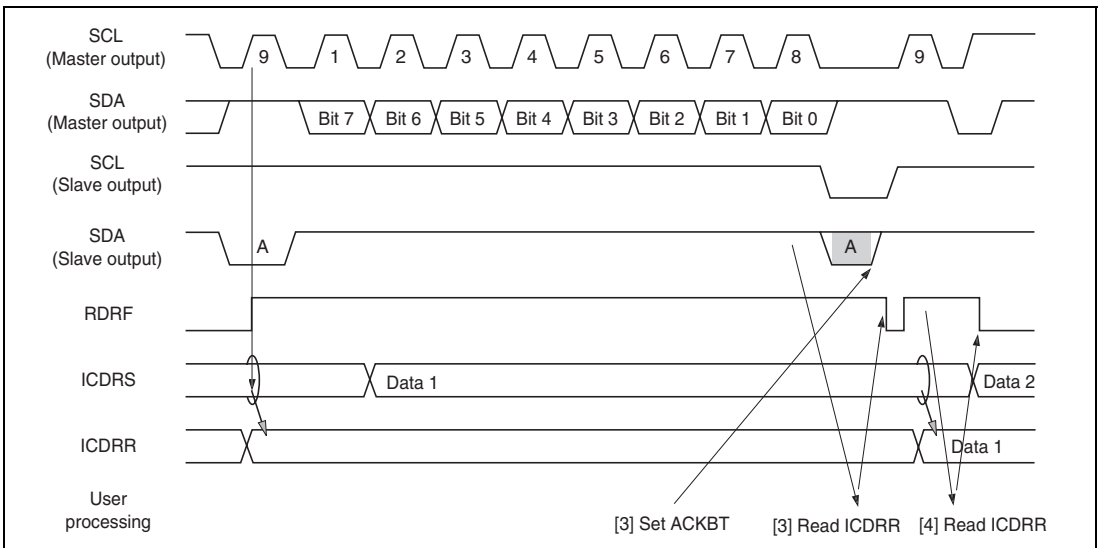 SCL
(Master output)
9 1 2 3 4 5 6 7 8 9
SDA
(Master output)
Bit 7 Bit 6 Bit 5 Bit 4 Bit 3 Bit 2 Bit 1 Bit 0
SCL
(Slave output)
SDA
(Slave output)
A A
RDRF
ICDRS
Data 1 Data 2
ICDRR
Data 1
User
processing
[3] Set ACKBT [3] Read ICDRR [4] Read ICDRR